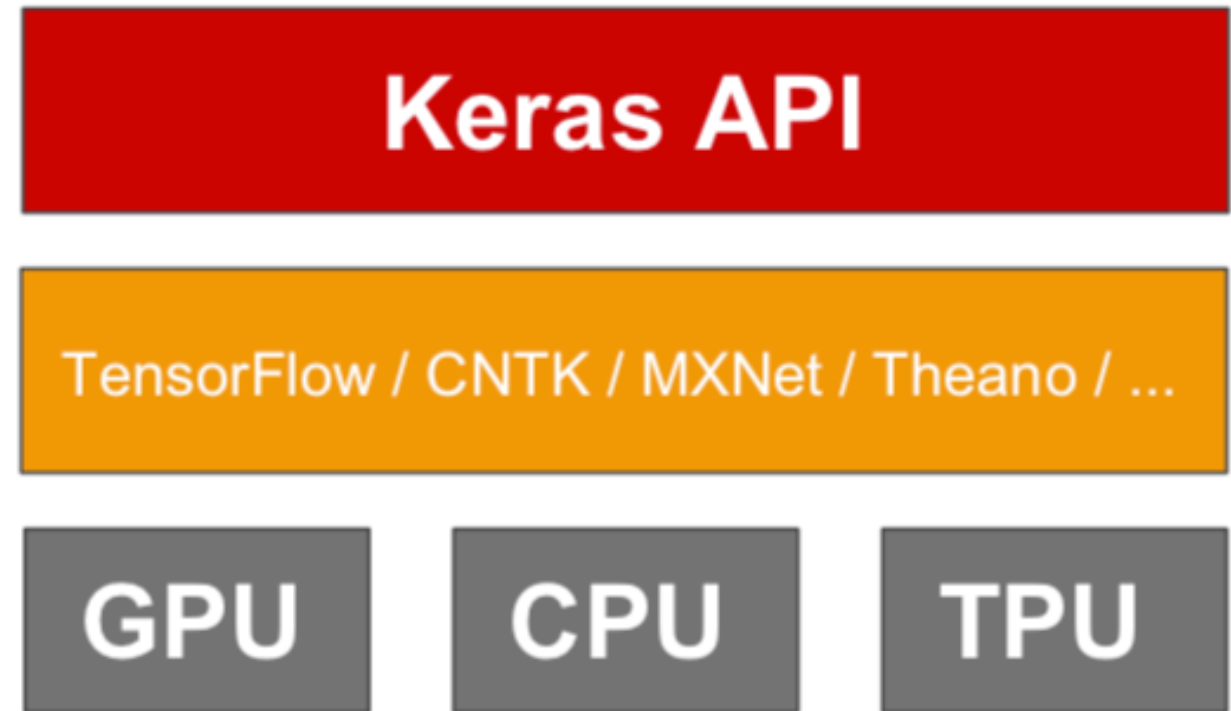 Keras API
TensorFlow / CNTK / MXNet / Theano / ...
GPU CPU TPU